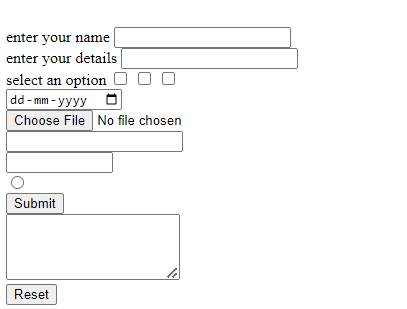 enter your name
enter your details
select an option
dd-mm-yyyy
Choose File No file chosen
Submit
Reset